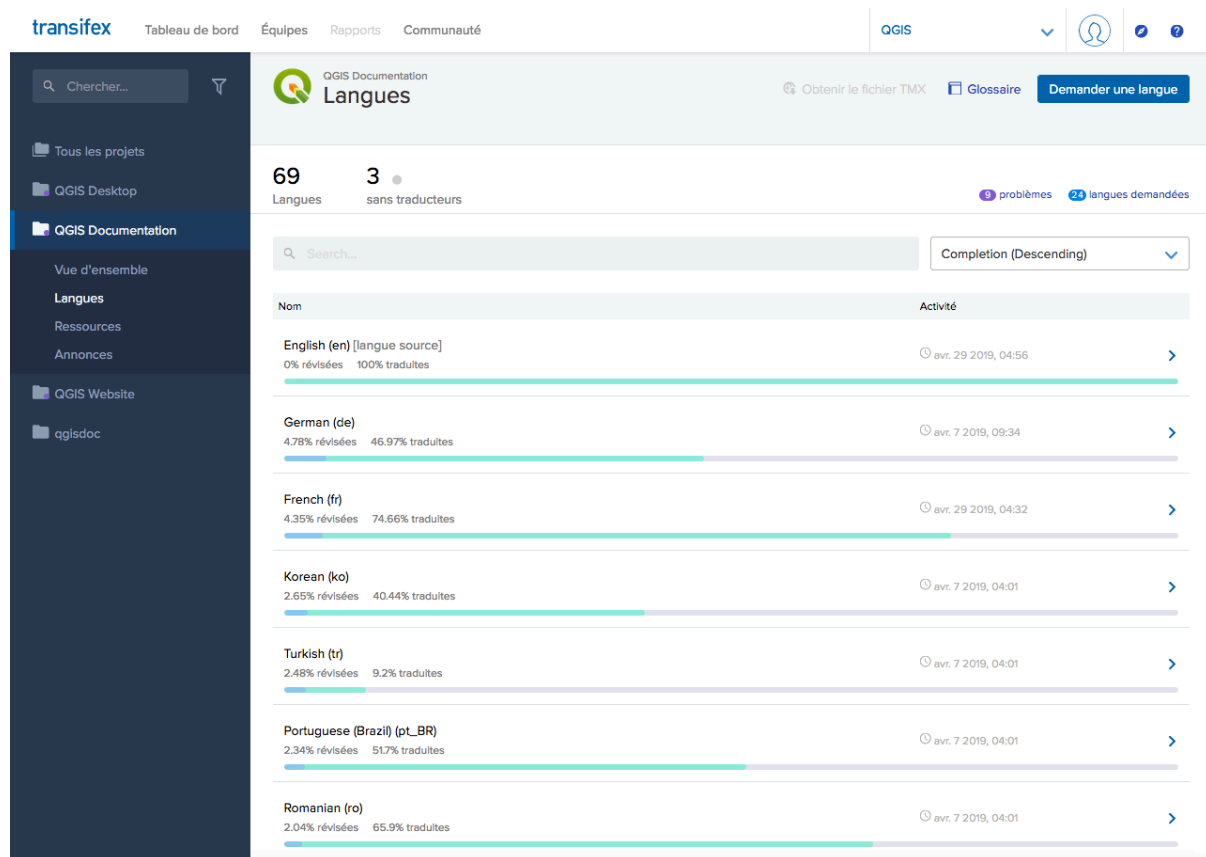 transifex Tableau de bord Équipes Rapports Communauté QGIS
Chercher...
Tous les projets
QGIS Desktop
QGIS Documentation
Vue d'ensemble
Langues
Ressources
Annonces
QGIS Website
qgisdoc
QGIS Documentation
Langues
Obtenir le fichier TMX Glossaire Demander une langue
69 3
Langues sans traducteurs
9 problèmes 24 langues demandées
Search... Completion (Descending)
Nom Activité
English (en) [langue source]
0% révisées 100% traduites
avr. 29 2019, 04:56
German (de)
4.78% révisées 46.97% traduites
avr. 7 2019, 09:34
French (fr)
4.35% révisées 74.66% traduites
avr. 29 2019, 04:32
Korean (ko)
2.65% révisées 40.44% traduites
avr. 7 2019, 04:01
Turkish (tr)
2.48% révisées 9.2% traduites
avr. 7 2019, 04:01
Portuguese (Brazil) (pt_BR)
2.34% révisées 51.7% traduites
avr. 7 2019, 04:01
Romanian (ro)
2.04% révisées 65.9% traduites
avr. 7 2019, 04:01